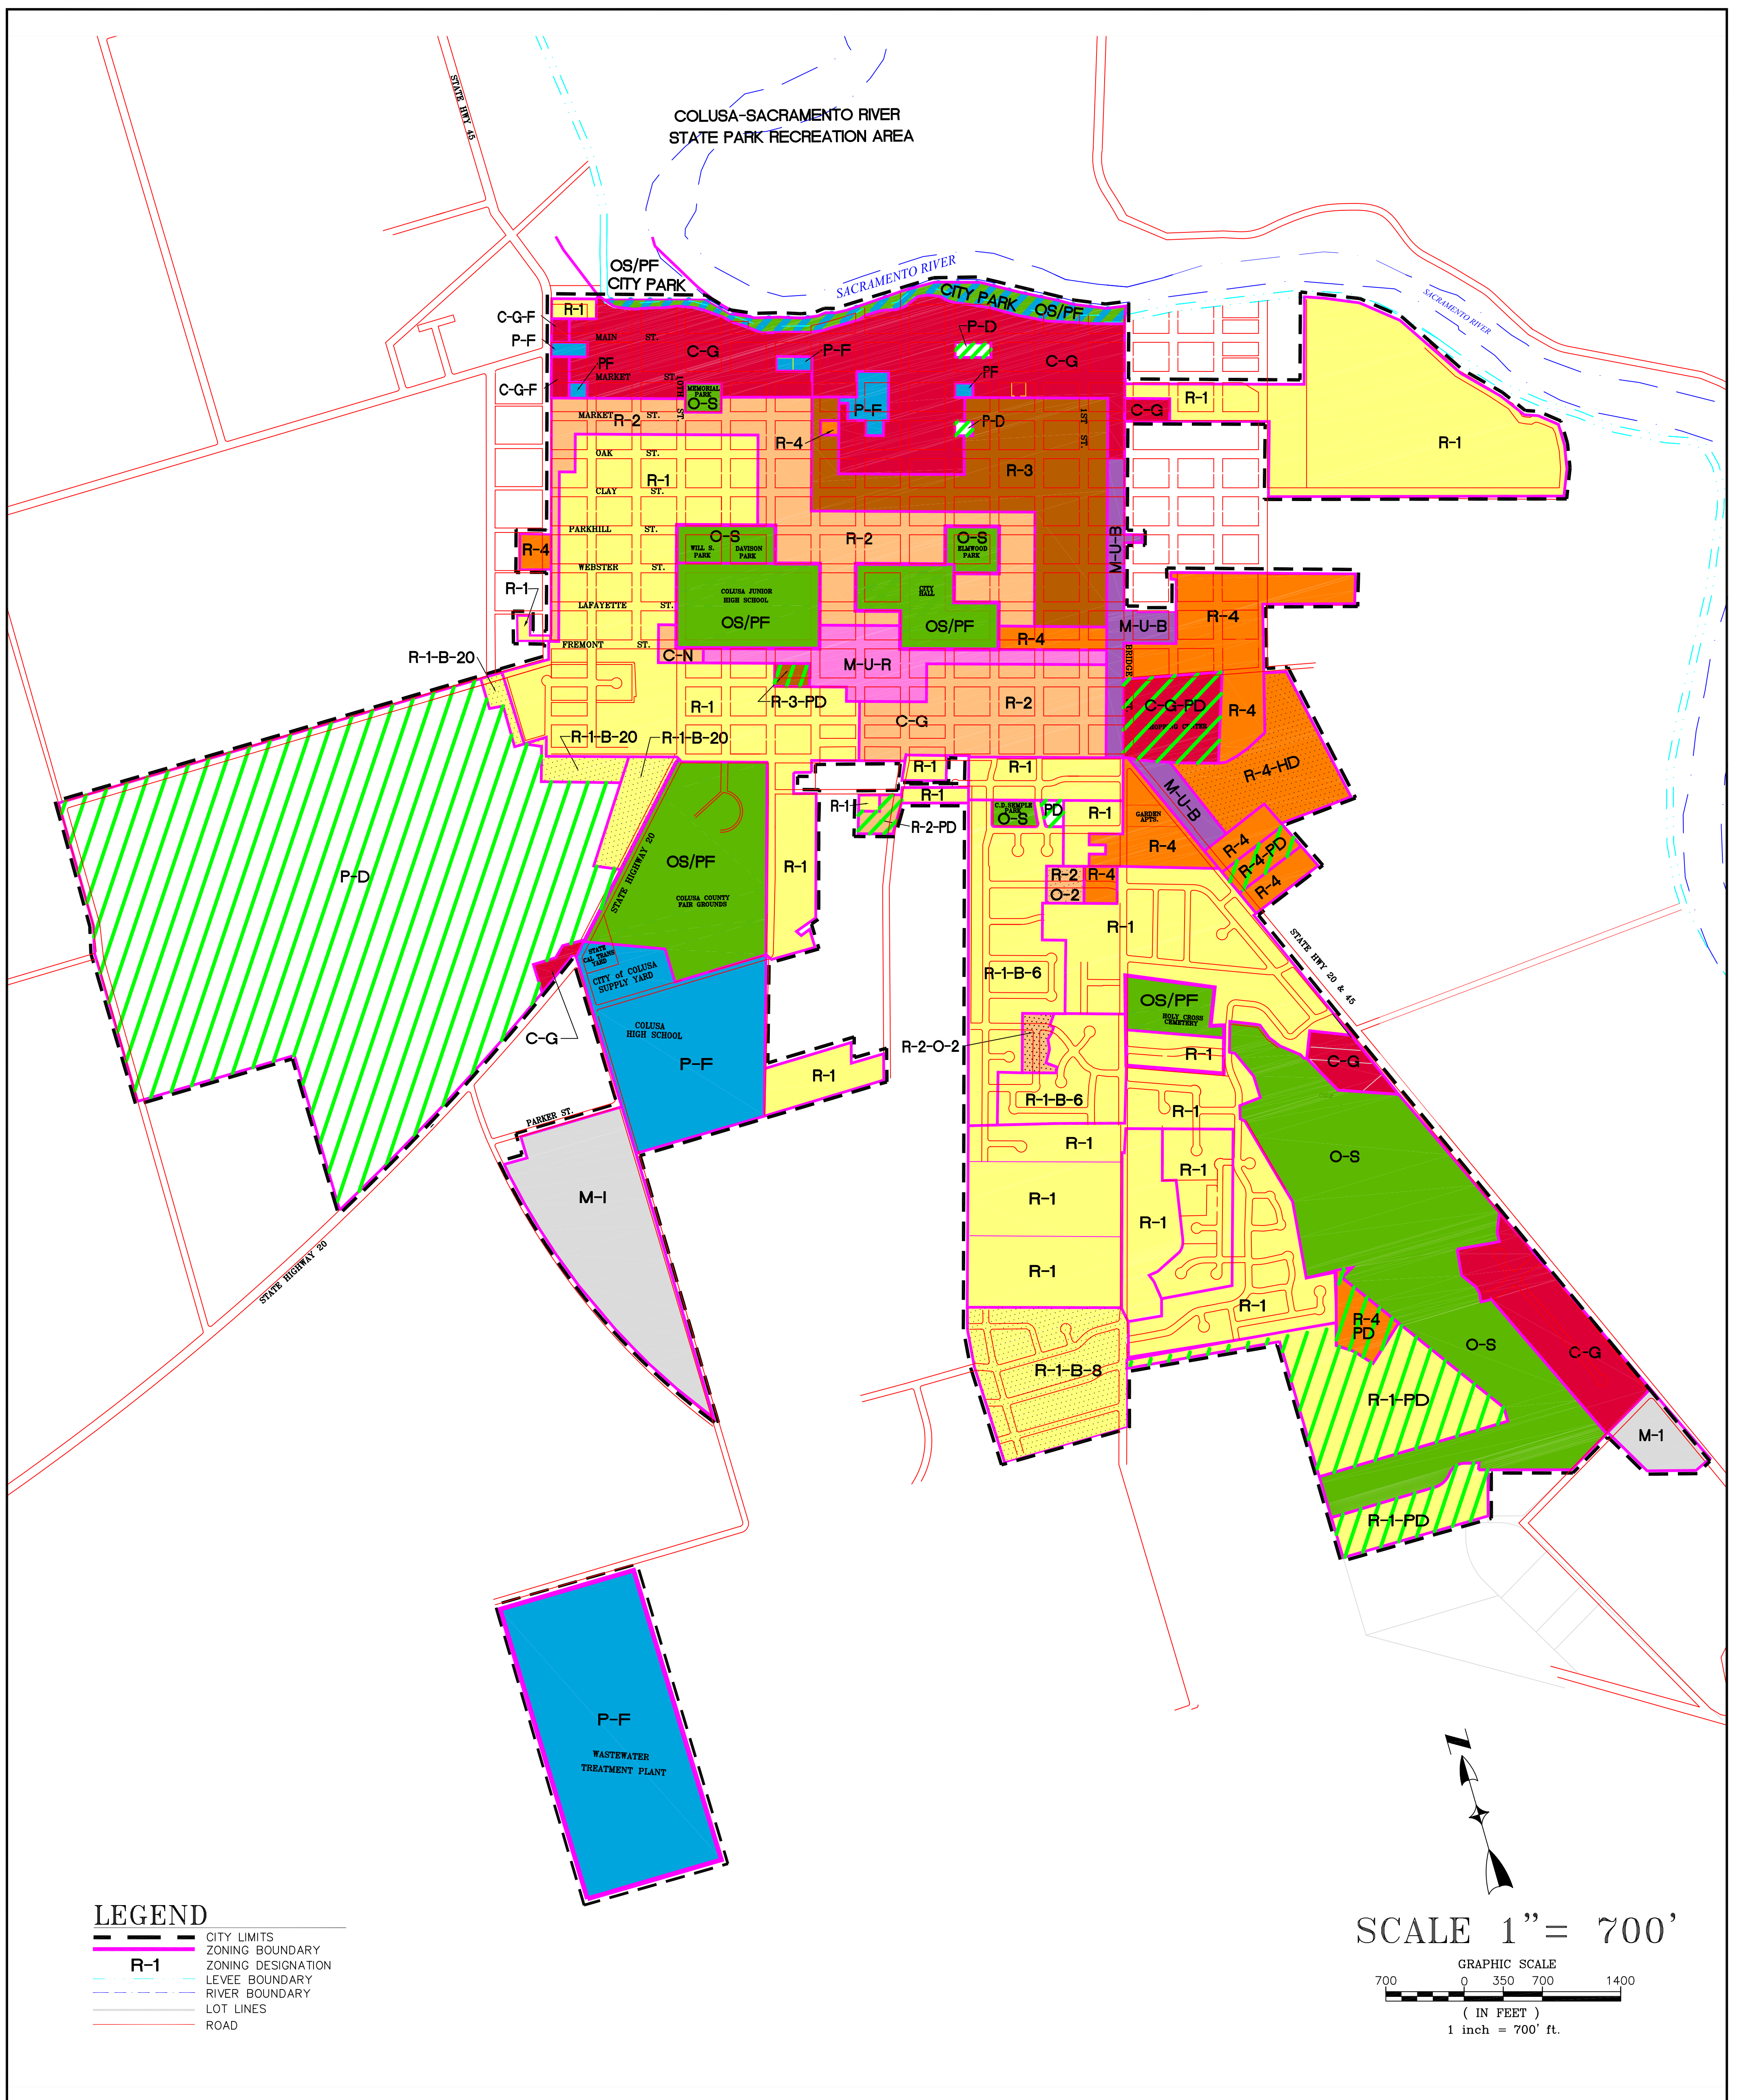 STATE HWY 45
COLUSA-SACRAMENTO RIVER
STATE PARK RECREATION AREA
SACRAMENTO RIVER
OS/PF
CITY PARK
CITY PARK
OS/PF
SACRAMENTO RIVER
R-1
C-G-F
P-F
MAIN ST.
PF
C-G
P-F
P-D
C-G
C-G-F
MARKET ST.
10TH ST.
MEMORIAL
PARK
O-S
PF
P-F
P-D
1ST ST.
C-G
R-1
R-1
MARKET ST.
R-2
R-4
OAK ST.
R-1
R-3
CLAY ST.
PARKHILL ST.
R-4
O-S
WILL S.
PARK
DAVISON
PARK
R-2
O-S
ELMWOOD
PARK
M-U-B
WEBSTER ST.
R-1
COLUSA JUNIOR
HIGH SCHOOL
OS/PF
CITY
HALL
OS/PF
LAFAYETTE ST.
R-4
M-U-B
R-4
FREMONT ST.
R-1-B-20
C-N
M-U-R
BRIDGE
R-3-PD
R-1
R-2
C-G
C-G-PD
R-4
R-1-B-20
R-1-B-20
R-1
R-1
R-4-HD
M-U-B
R-1
R-1
R-2-PD
C.D.SEMPLE
PARK
O-S
PD
R-1
GARDEN
APTS.
R-4
R-4
R-4-PD
R-4
STATE HIGHWAY 20
OS/PF
COLUSA COUNTY
FAIR GROUNDS
R-1
R-2
O-2
R-4
P-D
R-1
STATE HWY 20 & 45
STATE
CAL TRANS
YARD
CITY of COLUSA
SUPPLY YARD
R-1-B-6
C-G
COLUSA
HIGH SCHOOL
P-F
R-1
OS/PF
HOLY CROSS
CEMETERY
R-2-O-2
R-1
C-G
R-1-B-6
R-1
PARKER ST.
R-1
O-S
R-1
M-I
R-1
R-1
R-1
STATE HIGHWAY 20
R-1
R-4
PD
O-S
C-G
R-1-B-8
R-1-PD
M-1
R-1-PD
P-F
WASTEWATER
TREATMENT PLANT
N
LEGEND
CITY LIMITS
ZONING BOUNDARY
R-1 ZONING DESIGNATION
LEVEE BOUNDARY
RIVER BOUNDARY
LOT LINES
ROAD
SCALE 1"= 700'
GRAPHIC SCALE
700 0 350 700 1400
( IN FEET )
1 inch = 700' ft.